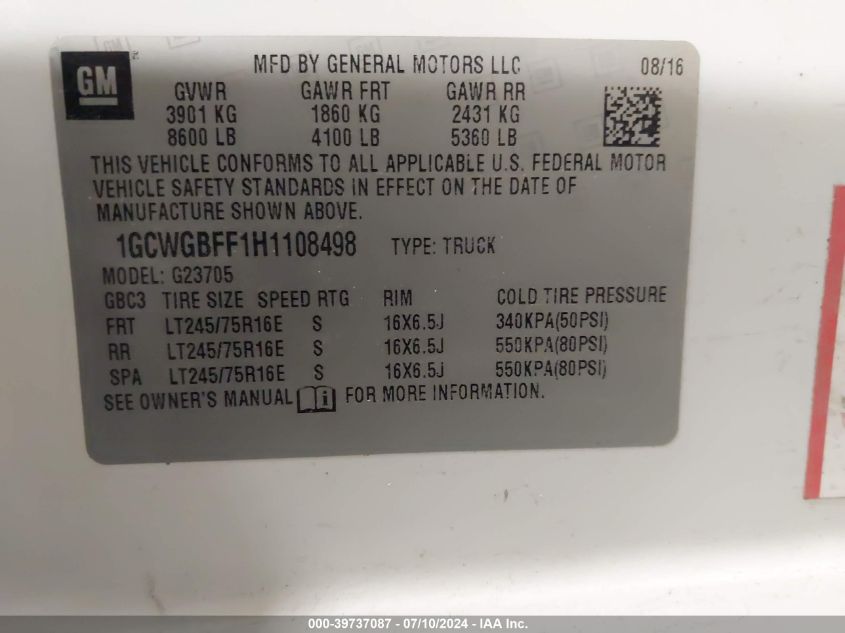 GM
MFD BY GENERAL MOTORS LLC 08/16
GVWR GAWR FRT GAWR RR
3901 KG 1860 KG 2431 KG
8600 LB 4100 LB 5360 LB
THIS VEHICLE CONFORMS TO ALL APPLICABLE U.S. FEDERAL MOTOR
VEHICLE SAFETY STANDARDS IN EFFECT ON THE DATE OF
MANUFACTURE SHOWN ABOVE.
1GCWGBFF1H1108498 TYPE: TRUCK
MODEL: G23705
GBC3 TIRE SIZE SPEED RTG RIM COLD TIRE PRESSURE
FRT LT245/75R16E S 16X6.5J 340KPA(50PSI)
RR LT245/75R16E S 16X6.5J 550KPA(80PSI)
SPA LT245/75R16E S 16X6.5J 550KPA(80PSI)
SEE OWNER'S MANUAL FOR MORE INFORMATION.
000-39737087 - 07/10/2024 - IAA Inc.